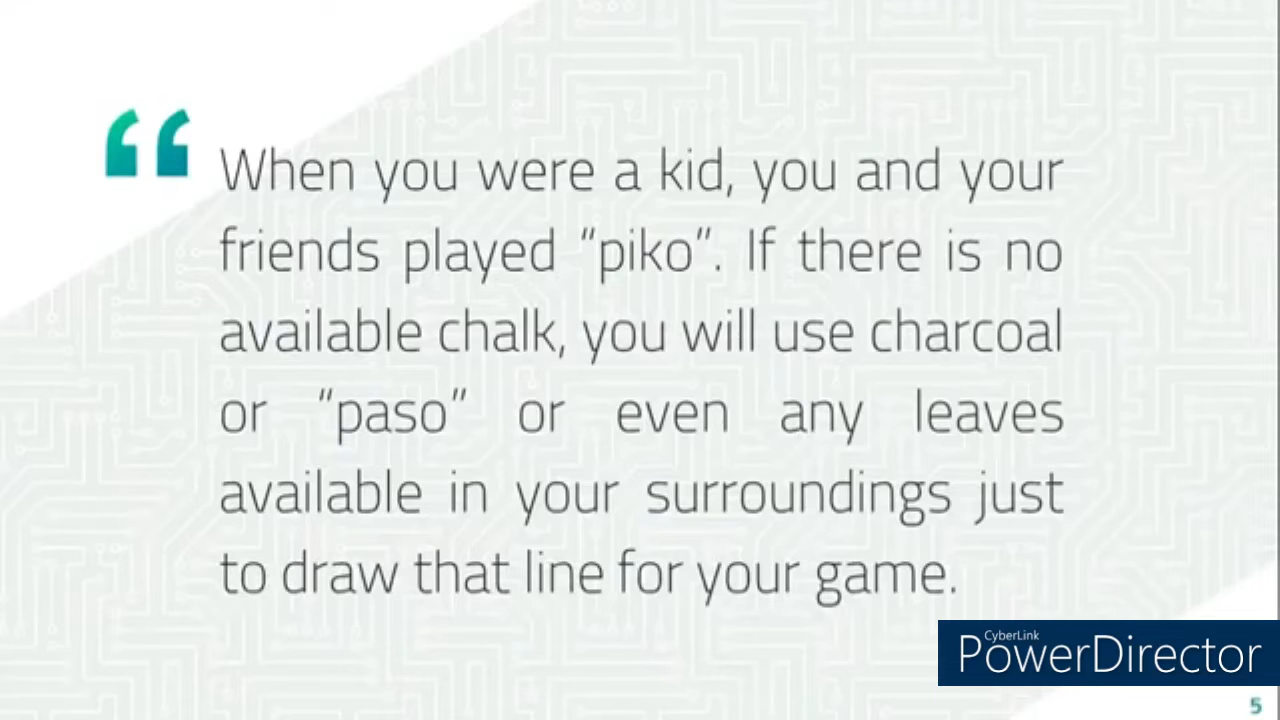 “ When you were a kid, you and your
friends played “piko”. If there is no
available chalk, you will use charcoal
or “paso” or even any leaves
available in your surroundings just
to draw that line for your game.
CyberLink
PowerDirector
5